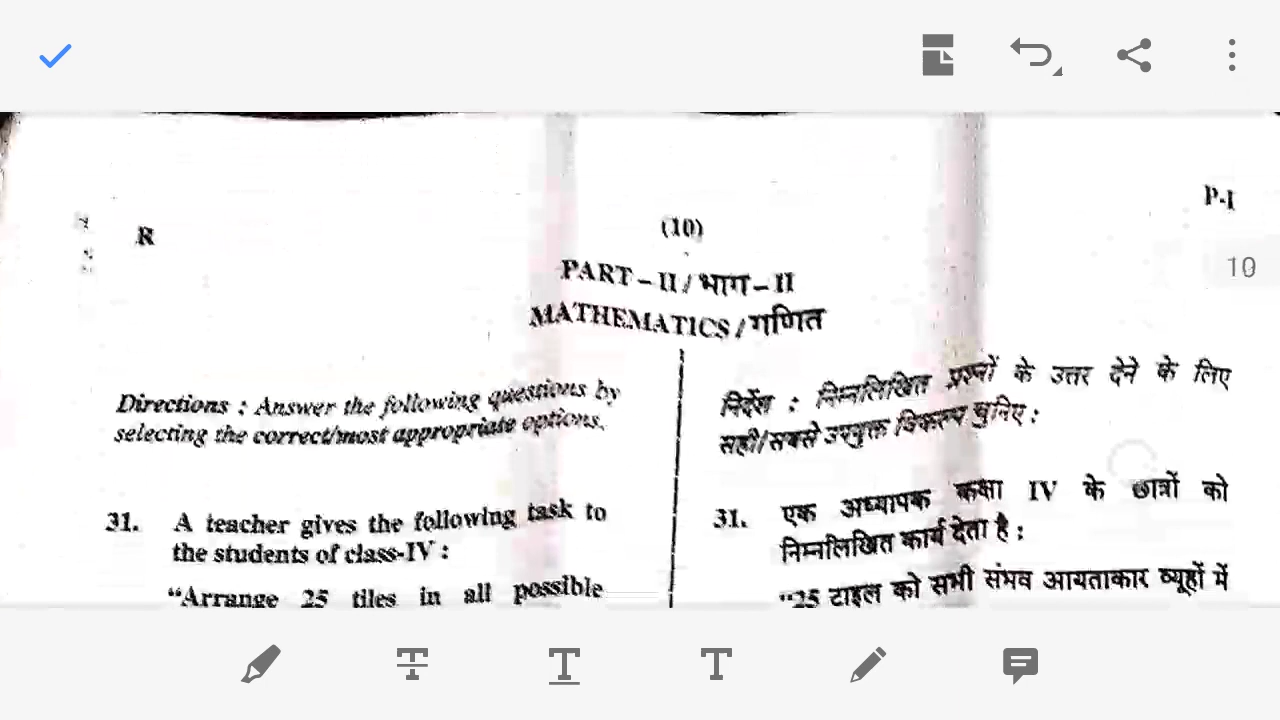 R
(10)
P-I
10
PART – II / भाग – II
MATHEMATICS / गणित
Directions : Answer the following questions by
selecting the correct/most appropriate options.
31. A teacher gives the following task to
the students of class-IV :
“Arrange 25 tiles in all possible
निर्देश : निम्नलिखित प्रश्नों के उत्तर देने के लिए
सही/सबसे उपयुक्त विकल्प चुनिए :
31. एक अध्यापक कक्षा IV के छात्रों को
निम्नलिखित कार्य देता है :
“25 टाइल को सभी संभव आयताकार व्यूहों में